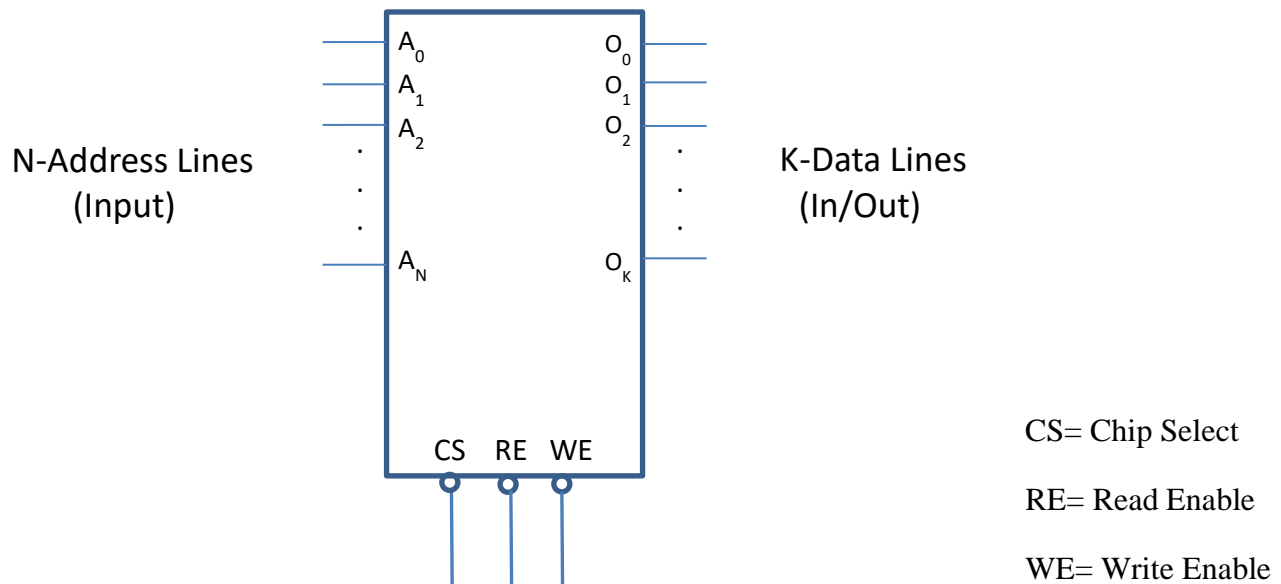 A0
O0
A1
O1
A2
O2
N-Address Lines
(Input)
.
.
.
.
.
.
K-Data Lines
(In/Out)
AN
OK
CS RE WE
CS= Chip Select
RE= Read Enable
WE= Write Enable